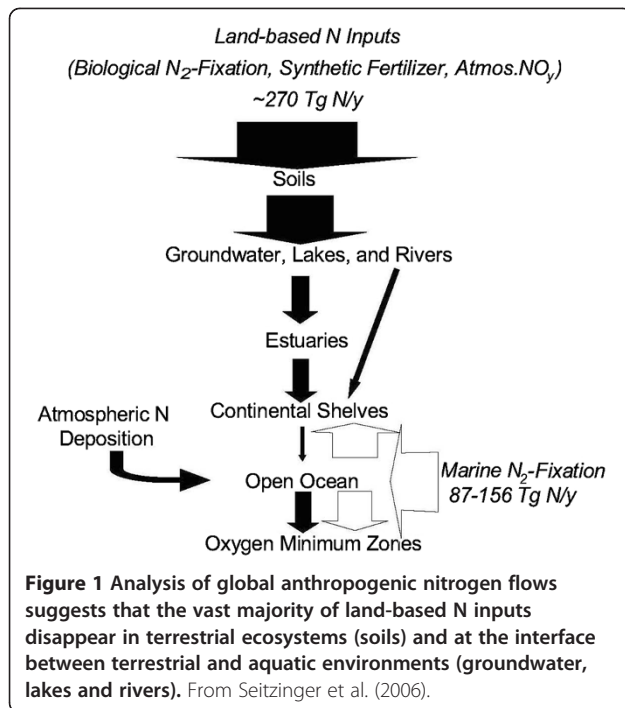 Land-based N Inputs
(Biological N₂-Fixation, Synthetic Fertilizer, Atmos.NOy)
~270 Tg N/y
Soils
Groundwater, Lakes, and Rivers
Estuaries
Continental Shelves
Atmospheric N
Deposition
Open Ocean
Marine N₂-Fixation
87-156 Tg N/y
Oxygen Minimum Zones
Figure 1 Analysis of global anthropogenic nitrogen flows
suggests that the vast majority of land-based N inputs
disappear in terrestrial ecosystems (soils) and at the interface
between terrestrial and aquatic environments (groundwater,
lakes and rivers). From Seitzinger et al. (2006).